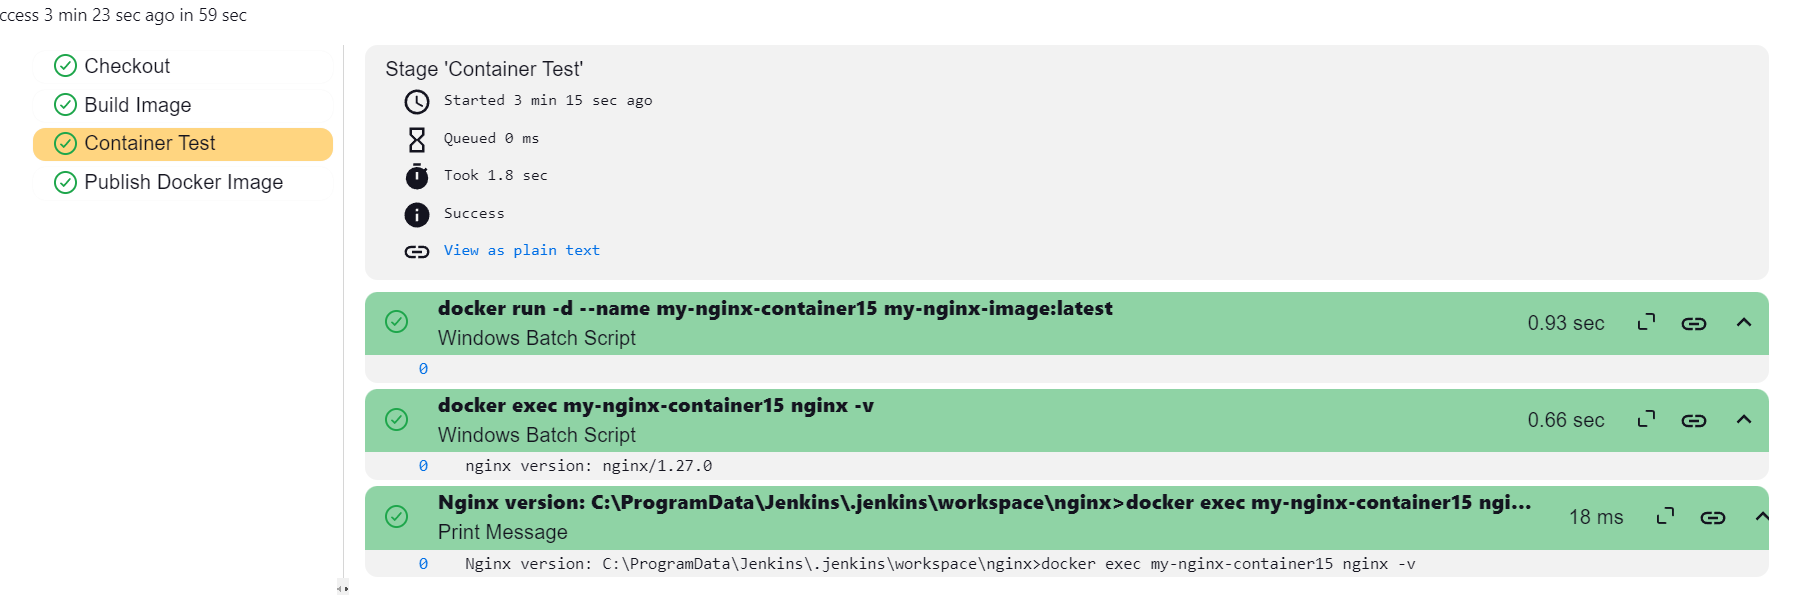 ccess 3 min 23 sec ago in 59 sec
Checkout
Build Image
Container Test
Publish Docker Image
Stage 'Container Test'
Started 3 min 15 sec ago
Queued 0 ms
Took 1.8 sec
Success
View as plain text
docker run -d --name my-nginx-container15 my-nginx-image:latest
Windows Batch Script
0.93 sec
0
docker exec my-nginx-container15 nginx -v
Windows Batch Script
0.66 sec
0 nginx version: nginx/1.27.0
Nginx version: C:\ProgramData\Jenkins\.jenkins\workspace\nginx>docker exec my-nginx-container15 ngi...
Print Message
18 ms
0 Nginx version: C:\ProgramData\Jenkins\.jenkins\workspace\nginx>docker exec my-nginx-container15 nginx -v